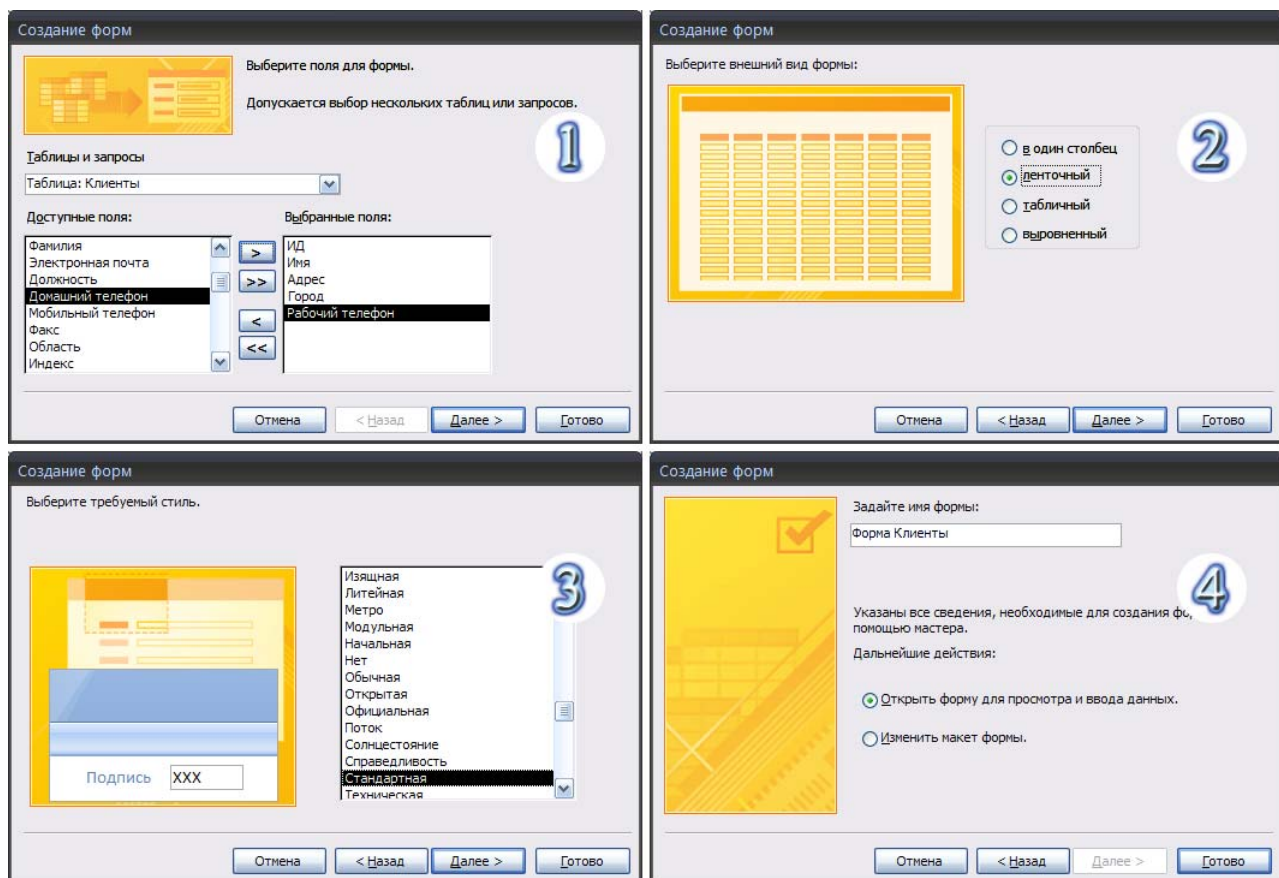 Создание форм
Выберите поля для формы.
Допускается выбор нескольких таблиц или запросов.
1
Таблицы и запросы
Таблица: Клиенты
Доступные поля:
Выбранные поля:
Фамилия
Электронная почта
Должность
Домашний телефон
Мобильный телефон
Факс
Область
Индекс
>
>>
<
<<
ИД
Имя
Адрес
Город
Рабочий телефон
Отмена
< Назад
Далее >
Готово
Создание форм
Выберите внешний вид формы:
2
в один столбец
ленточный
табличный
выровненный
Отмена
< Назад
Далее >
Готово
Создание форм
Выберите требуемый стиль.
3
Подпись
XXX
Изящная
Литейная
Метро
Модульная
Начальная
Нет
Обычная
Открытая
Официальная
Поток
Солнцестояние
Справедливость
Стандартная
Техническая
Отмена
< Назад
Далее >
Готово
Создание форм
Задайте имя формы:
Форма Клиенты
4
Указаны все сведения, необходимые для создания
помощью мастера.
Дальнейшие действия:
Открыть форму для просмотра и ввода данных.
Изменить макет формы.
Отмена
< Назад
Далее >
Готово